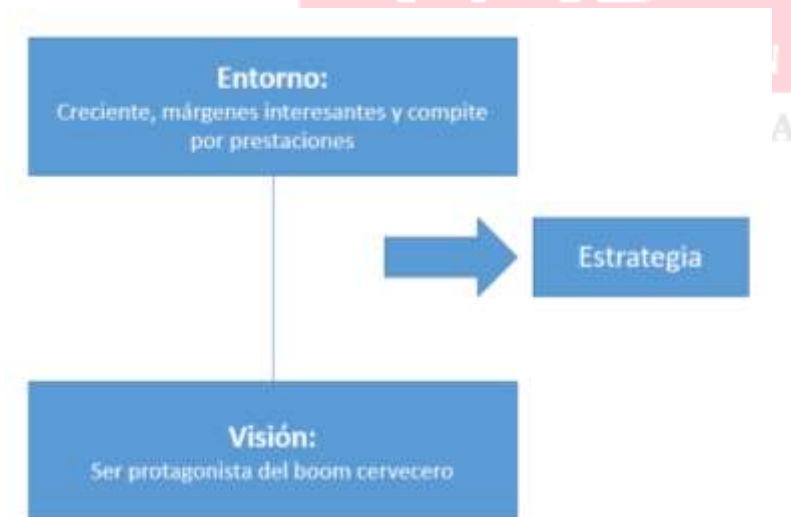 Entorno:
Creciente, márgenes interesantes y compite
por prestaciones
Estrategia
Visión:
Ser protagonista del boom cervecero